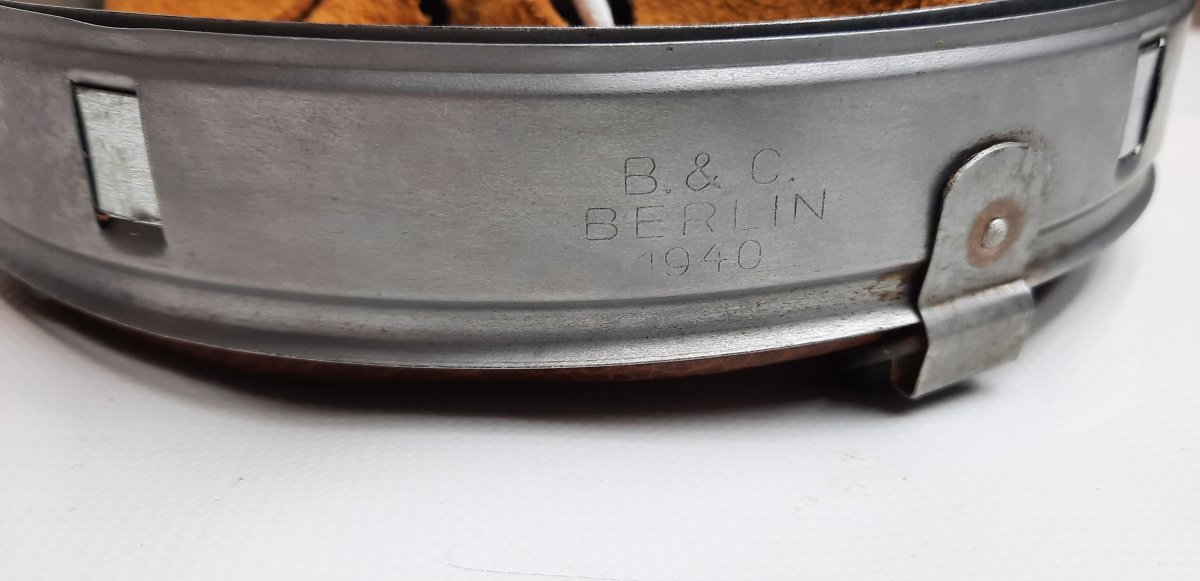 B. & C.
BERLIN
1940